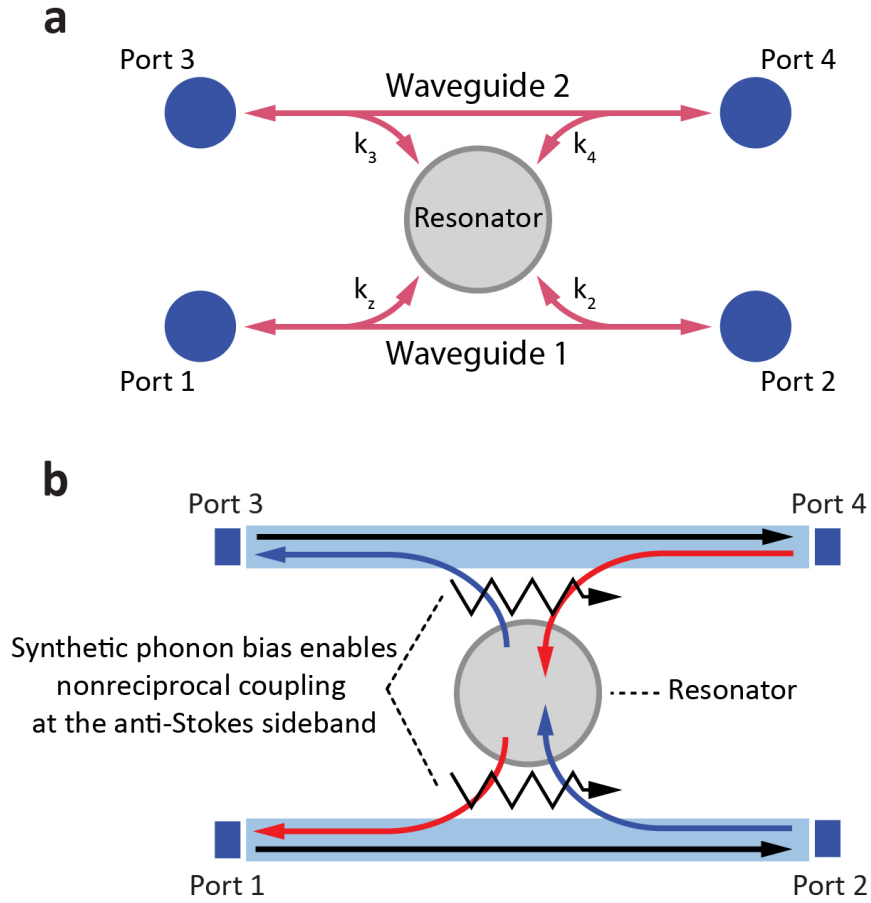 a
Port 3
Port 4
Waveguide 2
k3
k4
Resonator
kz
k2
Waveguide 1
Port 1
Port 2
b
Port 3
Port 4
Synthetic phonon bias enables
nonreciprocal coupling
at the anti-Stokes sideband
Resonator
Port 1
Port 2